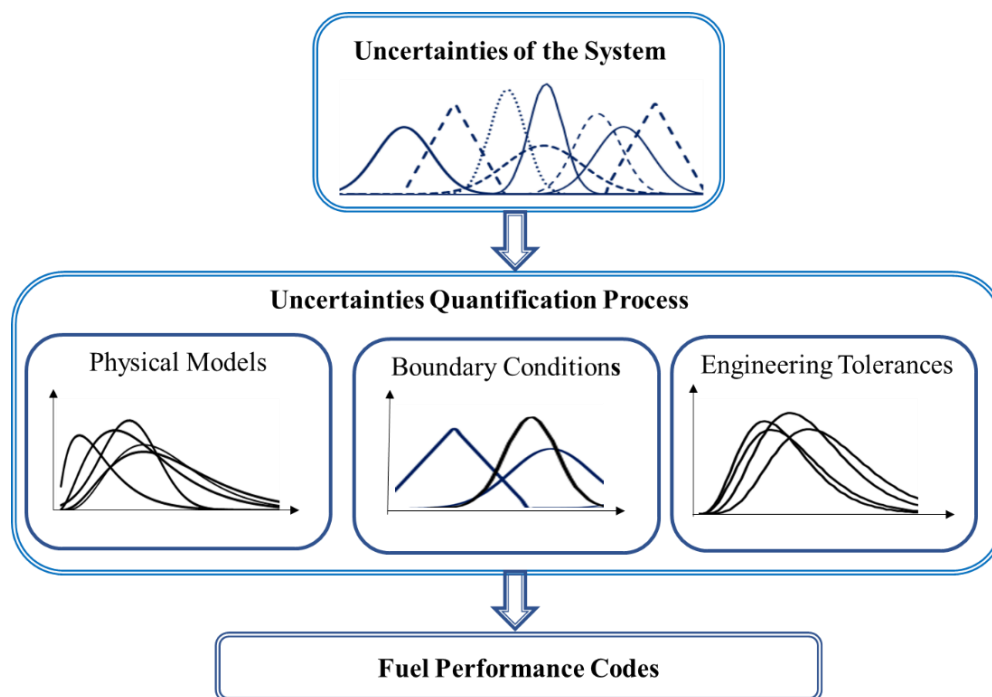 Uncertainties of the System
Uncertainties Quantification Process
Physical Models
Boundary Conditions
Engineering Tolerances
Fuel Performance Codes